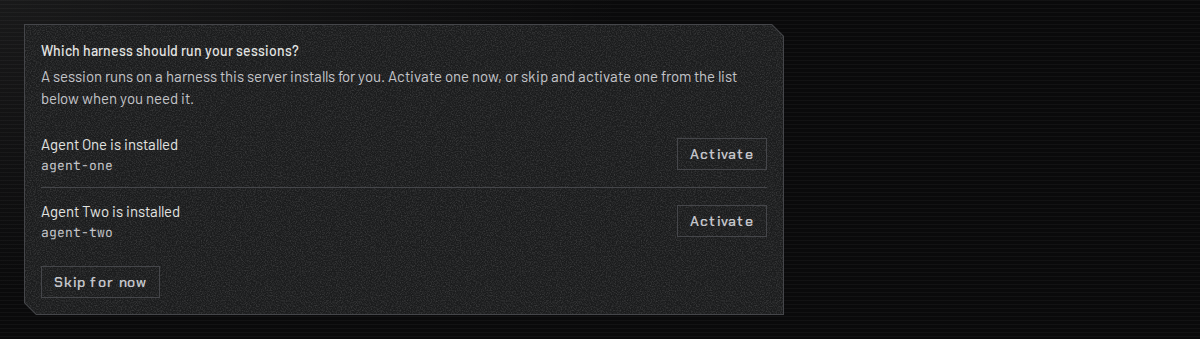 Which harness should run your sessions?
A session runs on a harness this server installs for you. Activate one now, or skip and activate one from the list
below when you need it.
Agent One is installed
agent-one
Activate
Agent Two is installed
agent-two
Activate
Skip for now